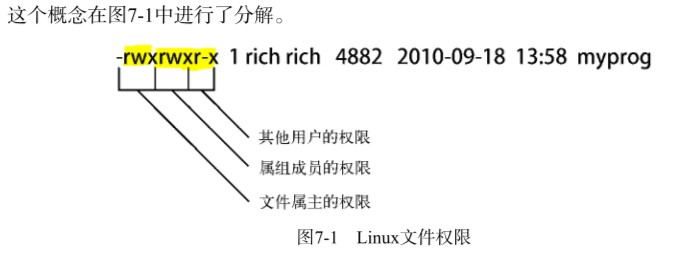 这个概念在图7-1中进行了分解。
-rwxrwxr-x 1 rich rich 4882 2010-09-18 13:58 myprog
其他用户的权限
属组成员的权限
文件属主的权限
图7-1 Linux文件权限